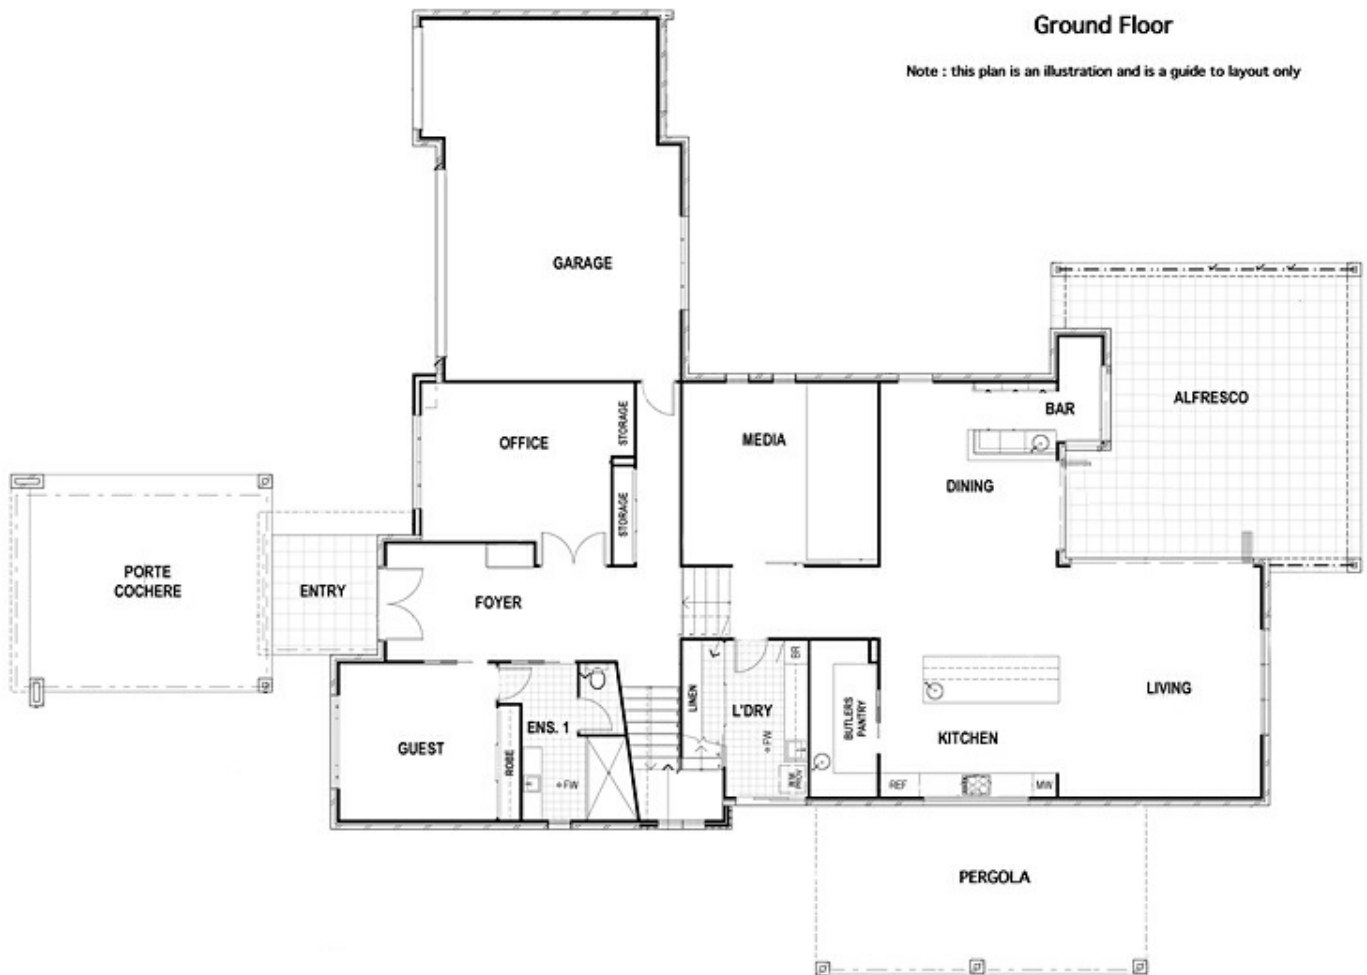 Ground Floor
Note : this plan is an illustration and is a guide to layout only
GARAGE
ALFRESCO
BAR
STORAGE
OFFICE
MEDIA
DINING
STORAGE
PORTE
COCHERE
ENTRY
FOYER
BR
LINEN
L'DRY
BUTLERS
PANTRY
LIVING
ENS. 1
GUEST
ROBE
FW
KITCHEN
FW
W.M
PROV
REF
MW
PERGOLA